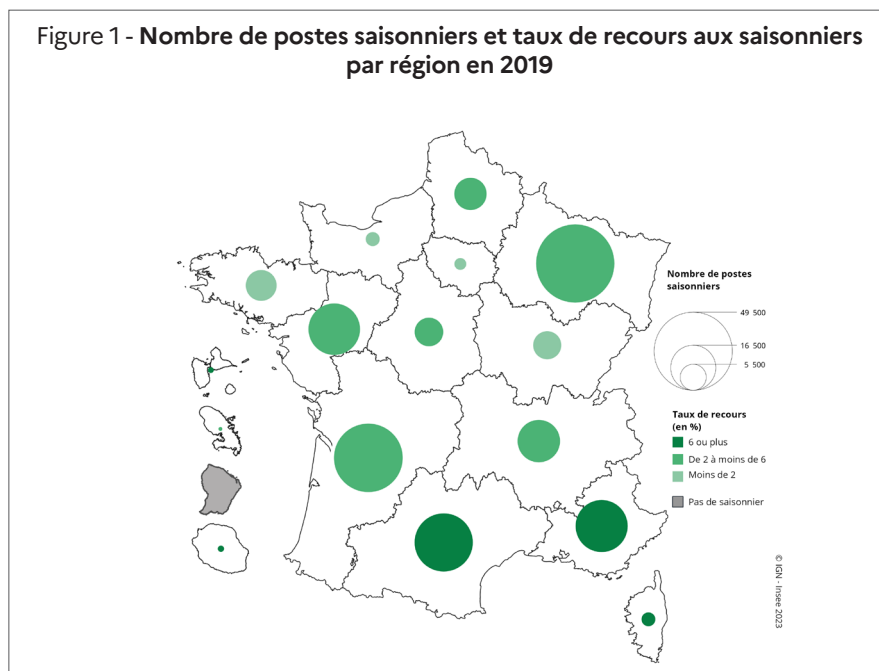 Figure 1 - Nombre de postes saisonniers et taux de recours aux saisonniers
par région en 2019
Nombre de postes
saisonniers
49 500
16 500
5 500
Taux de recours
(en %)
6 ou plus
De 2 à moins de 6
Moins de 2
Pas de saisonnier
© IGN - Insee 2023